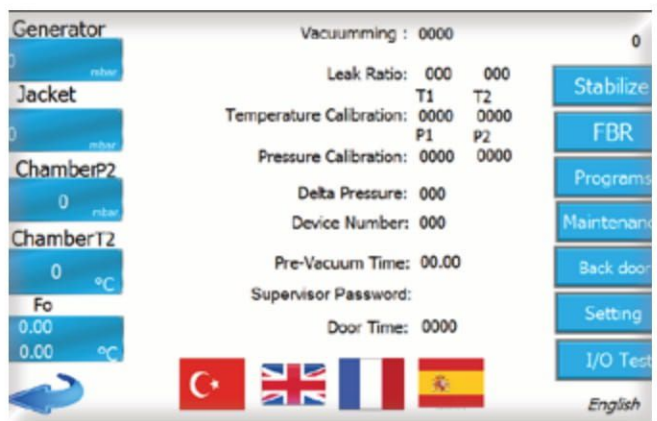 Generator
0
mbar
Jacket
0
mbar
ChamberP2
0
mbar
ChamberT2
0
°C
Fo
0.00
0.00 °C
Vacuumming : 0000
Leak Ratio: 000 000
T1 T2
Temperature Calibration: 0000 0000
P1 P2
Pressure Calibration: 0000 0000
Delta Pressure: 000
Device Number: 000
Pre-Vacuum Time: 00.00
Supervisor Password:
Door Time: 0000
0
Stabilize
FBR
Programs
Maintenanc
Back door
Setting
I/O Test
English